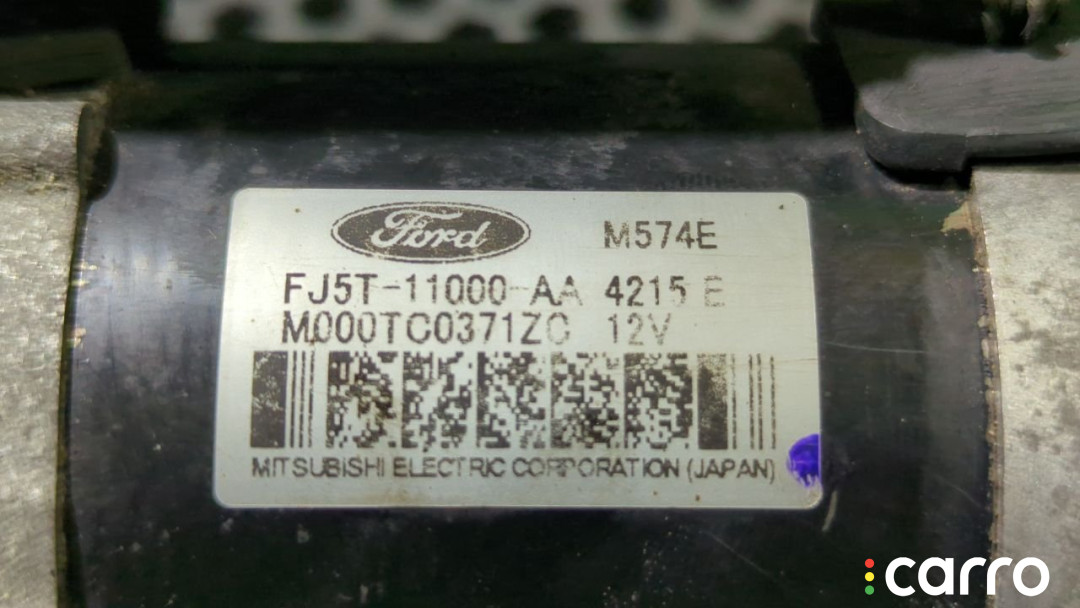 Ford M574E
FJ5T-11000-AA 4215 E
M000TC0371ZC 12V
MITSUBISHI ELECTRIC CORPORATION (JAPAN)
carro